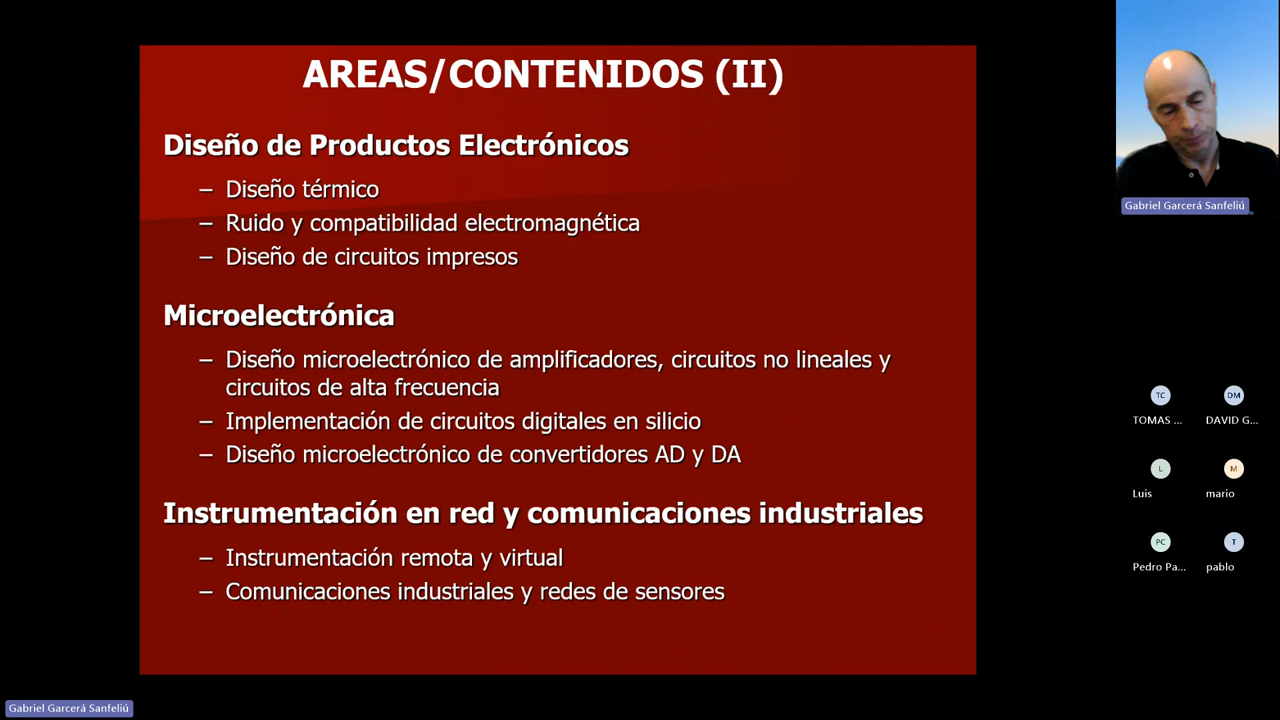 AREAS/CONTENIDOS (II)
Diseño de Productos Electrónicos
– Diseño térmico
– Ruido y compatibilidad electromagnética
– Diseño de circuitos impresos
Microelectrónica
– Diseño microelectrónico de amplificadores, circuitos no lineales y
circuitos de alta frecuencia
– Implementación de circuitos digitales en silicio
– Diseño microelectrónico de convertidores AD y DA
Instrumentación en red y comunicaciones industriales
– Instrumentación remota y virtual
– Comunicaciones industriales y redes de sensores
Gabriel Garcerá Sanfeliú
TC
DM
TOMAS ...
DAVID G...
L
M
Luis
mario
PC
T
Pedro Pa...
pablo
Gabriel Garcerá Sanfeliú